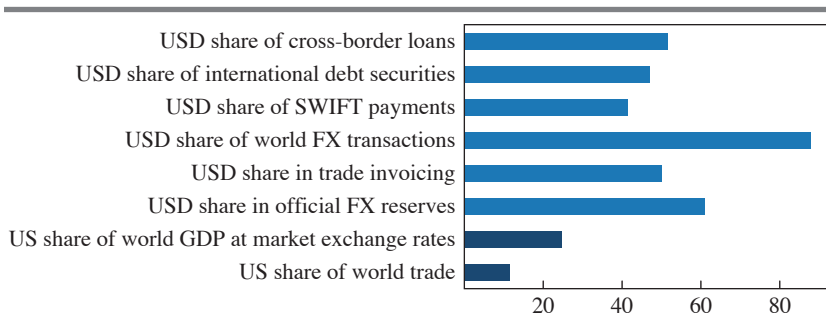 USD share of cross-border loans
USD share of international debt securities
USD share of SWIFT payments
USD share of world FX transactions
USD share in trade invoicing
USD share in official FX reserves
US share of world GDP at market exchange rates
US share of world trade
20 40 60 80